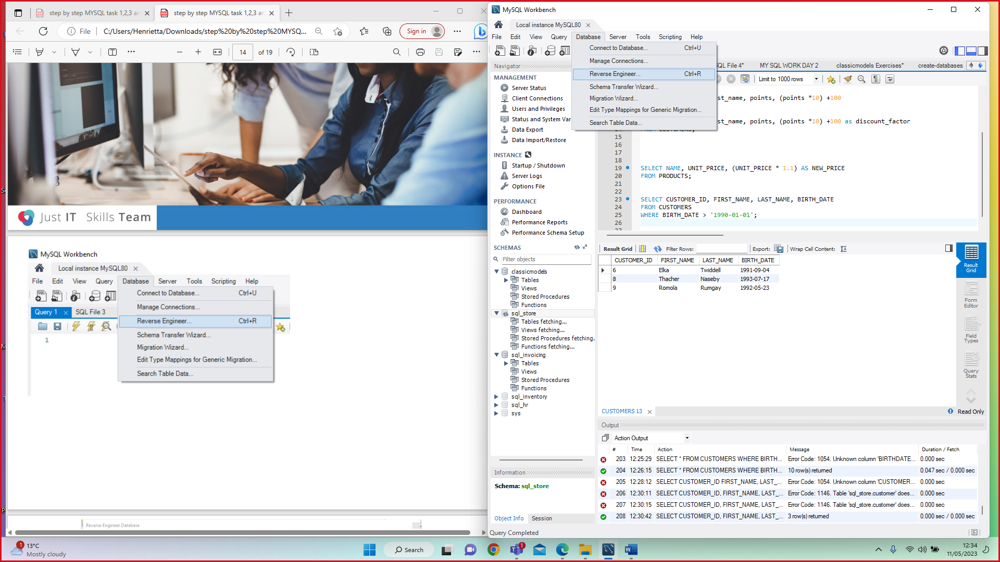 step by step MYSQL task 1,2,3 an
step by step MYSQL task 1,2,3 an
File
C:/Users/Henrietta/Downloads/step%20by%20step%20MYSQ...
Sign in
14
of 19
Just IT Skills Team
MySQL Workbench
Local instance MySQL80
File Edit View Query Database Server Tools Scripting Help
Query 1
SQL File 3
1
Connect to Database... Ctrl+U
Manage Connections...
Reverse Engineer... Ctrl+R
Schema Transfer Wizard...
Migration Wizard...
Edit Type Mappings for Generic Migration...
Search Table Data...
Reverse Engineer Database
MySQL Workbench
Local instance MySQL80
File Edit View Query Database Server Tools Scripting Help
Connect to Database... Ctrl+U
Manage Connections...
Reverse Engineer... Ctrl+R
Schema Transfer Wizard...
Migration Wizard...
Edit Type Mappings for Generic Migration...
Search Table Data...
Navigator
MANAGEMENT
Server Status
Client Connections
Users and Privileges
Status and System Var
Data Export
Data Import/Restore
INSTANCE
Startup / Shutdown
Server Logs
Options File
PERFORMANCE
Dashboard
Performance Reports
Performance Schema Setup
SCHEMAS
Filter objects
classicmodels
Tables
Views
Stored Procedures
Functions
sql_store
Tables fetching...
Views fetching...
Stored Procedures fetching.
Functions fetching...
sql_invoicing
Tables
Views
Stored Procedures
Functions
sql_inventory
sql_hr
sys
Information
Schema: sql_store
Object Info Session
Query Completed
QL File 4* MY SQL WORK DAY 2 classicmodels Exercises* create-databases
Limit to 1000 rows
st_name, points, (points *10) +100
st_name, points, (points *10) +100 as discount_factor
15
16
17
18
19 SELECT NAME, UNIT_PRICE, (UNIT_PRICE * 1.1) AS NEW_PRICE
20 FROM PRODUCTS;
21
22
23 SELECT CUSTOMER_ID, FIRST_NAME, LAST_NAME, BIRTH_DATE
24 FROM CUSTOMERS
25 WHERE BIRTH_DATE > '1990-01-01';
26
27
Result Grid Filter Rows: Export: Wrap Cell Content:
CUSTOMER_ID FIRST_NAME LAST_NAME BIRTH_DATE
6 Elka Twiddell 1991-09-04
8 Thacher Naseby 1993-07-17
9 Romola Rumgay 1992-05-23
Result
Grid
Form
Editor
Field
Types
Query
Stats
CUSTOMERS 13
Read Only
Output
Action Output
# Time Action Message Duration / Fetch
203 12:25:29 SELECT * FROM CUSTOMERS WHERE BIRTH... Error Code: 1054. Unknown column 'BIRTHDATE... 0.000 sec
204 12:26:15 SELECT * FROM CUSTOMERS WHERE BIRTH... 10 row(s) returned 0.047 sec / 0.000 sec
205 12:28:12 SELECT CUSTOMER_ID FIRST_NAME, LAST_... Error Code: 1054. Unknown column 'CUSTOMER... 0.000 sec
206 12:30:11 SELECT CUSTOMER_ID, FIRST_NAME, LAST_... Error Code: 1146. Table 'sql_store.customer' does... 0.000 sec
207 12:30:15 SELECT CUSTOMER_ID, FIRST_NAME, LAST_... Error Code: 1146. Table 'sql_store.customer' does... 0.000 sec
208 12:30:42 SELECT CUSTOMER_ID, FIRST_NAME, LAST_... 3 row(s) returned 0.000 sec / 0.000 sec
1
13°C
Mostly cloudy
Search
1
12:34
11/05/2023